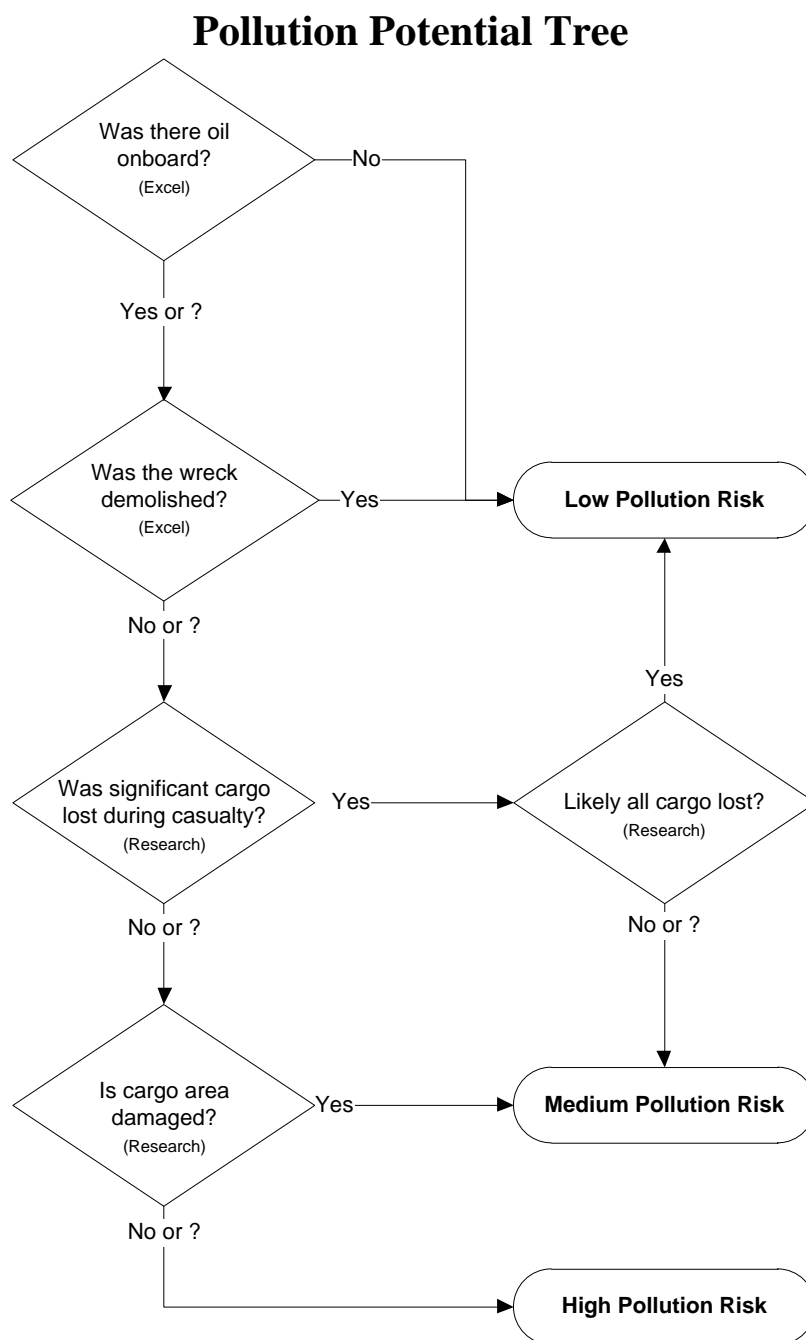 Pollution Potential Tree
Was there oil
onboard?
(Excel)
No
Yes or ?
Was the wreck
demolished?
(Excel)
Yes
Low Pollution Risk
No or ?
Yes
Was significant cargo
lost during casualty?
(Research)
Yes
Likely all cargo lost?
(Research)
No or ?
No or ?
Is cargo area
damaged?
(Research)
Yes
Medium Pollution Risk
No or ?
High Pollution Risk